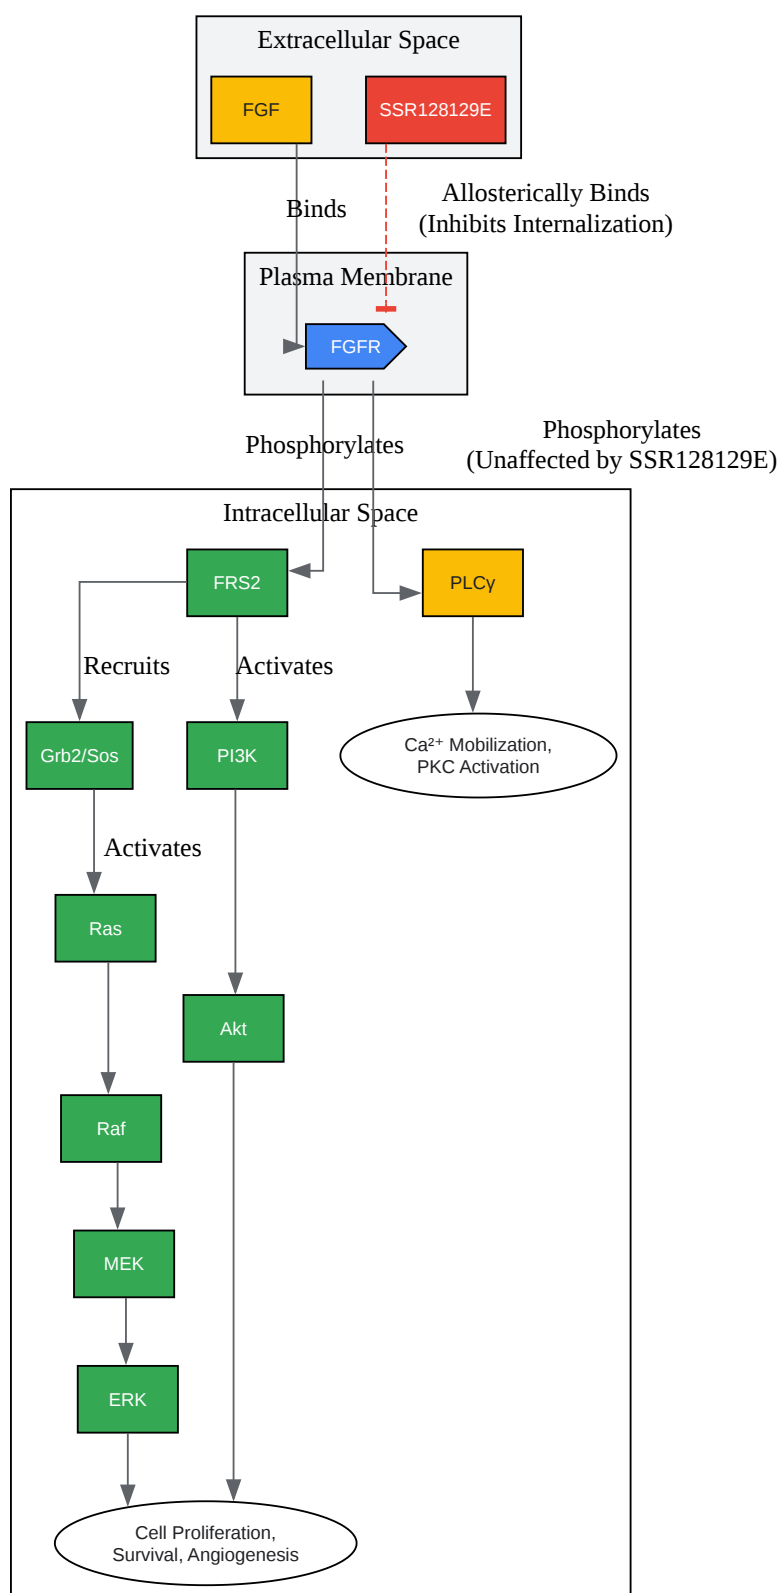 Extracellular Space
FGF
SSR128129E
Binds
Allosterically Binds
(Inhibits Internalization)
Plasma Membrane
FGFR
Phosphorylates
Phosphorylates
(Unaffected by SSR128129E)
Intracellular Space
FRS2
PLCγ
Recruits
Activates
Grb2/Sos
PI3K
Ca²⁺ Mobilization,
PKC Activation
Activates
Ras
Akt
Raf
MEK
ERK
Cell Proliferation,
Survival, Angiogenesis